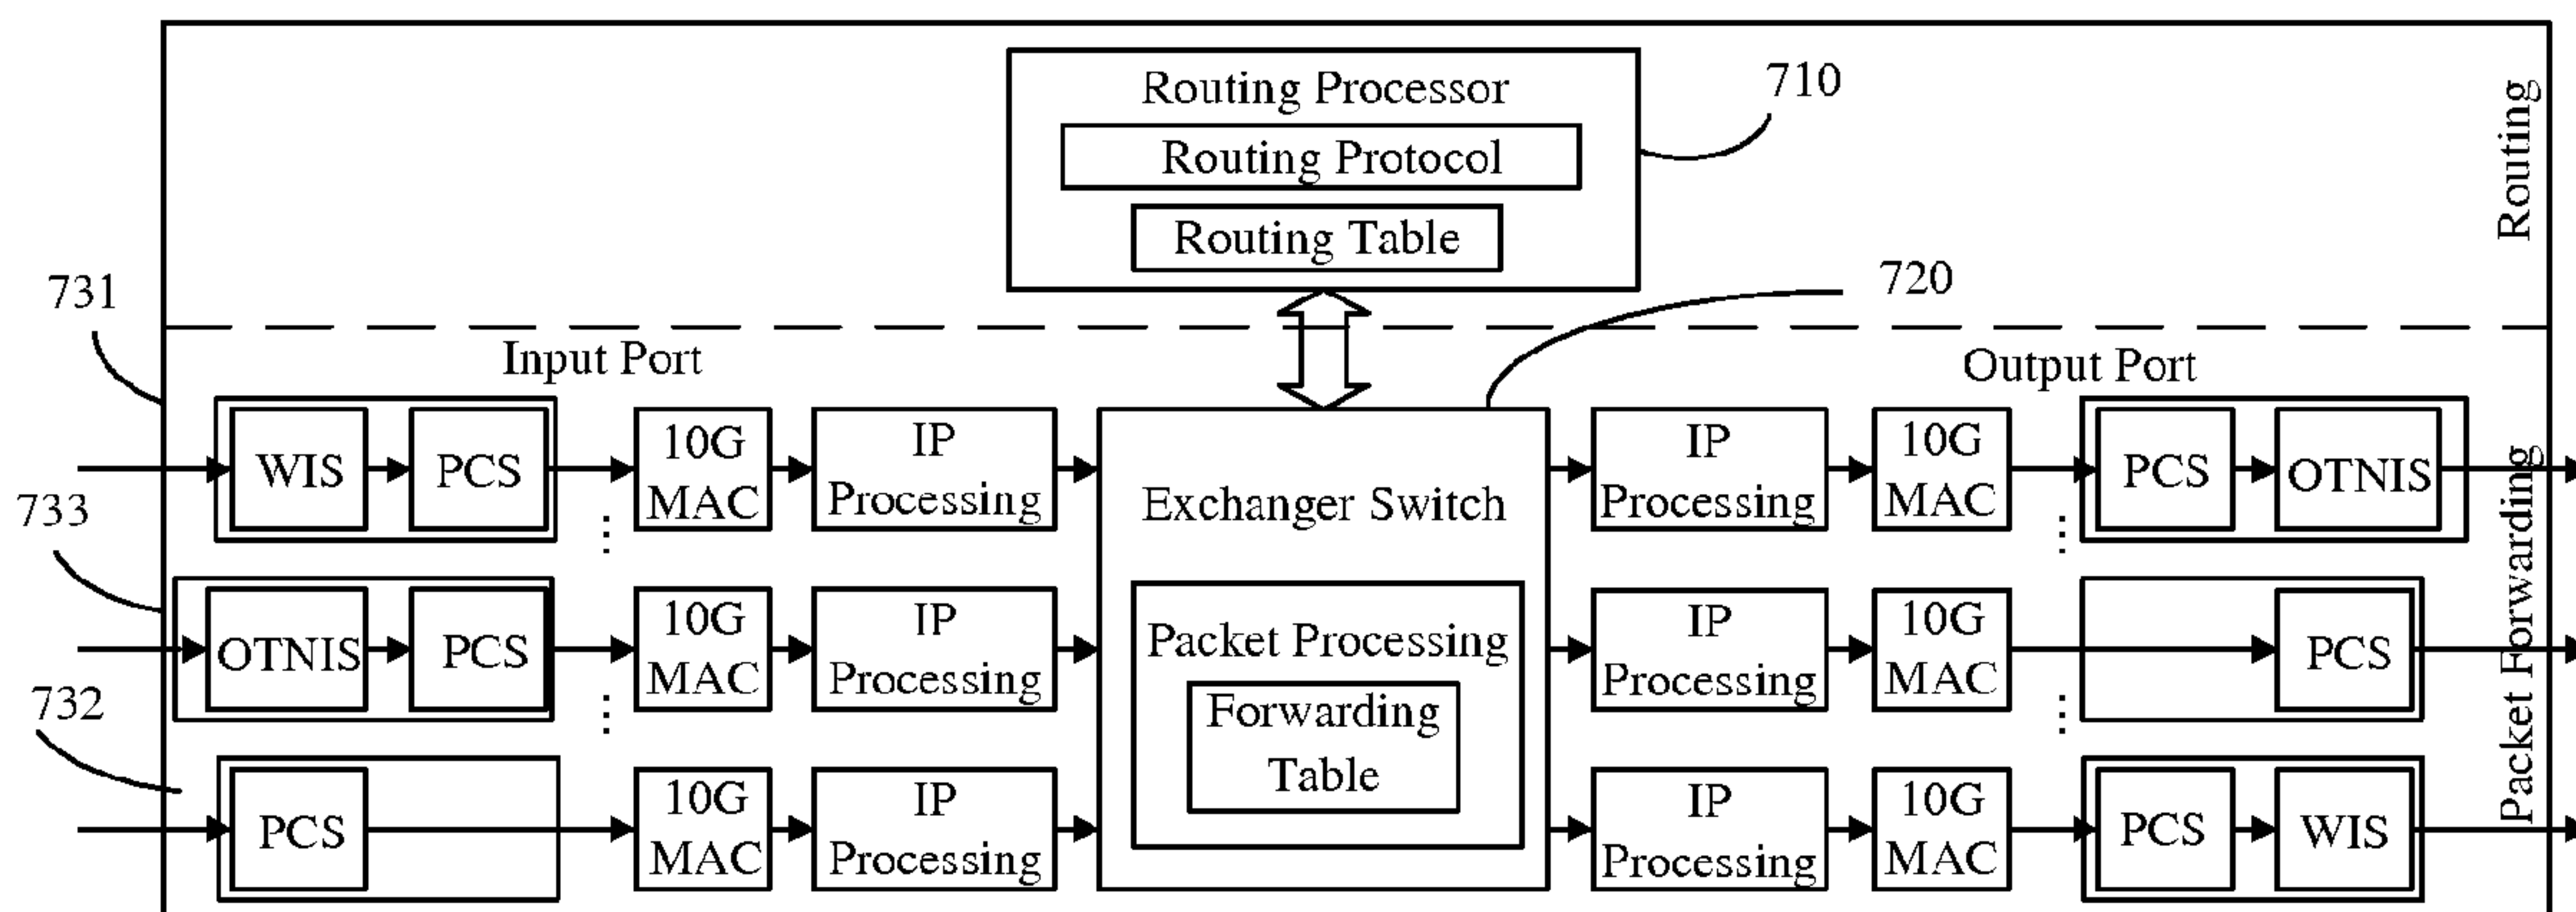 Routing Processor
710
Routing Protocol
Routing Table
Routing
731
720
Input Port
Output Port
WIS
PCS
10G
MAC
IP
Processing
Exchanger Switch
IP
Processing
10G
MAC
PCS
OTNIS
733
OTNIS
PCS
10G
MAC
IP
Processing
Packet Processing
Forwarding
Table
IP
Processing
10G
MAC
PCS
Packet Forwarding
732
PCS
10G
MAC
IP
Processing
IP
Processing
10G
MAC
PCS
WIS